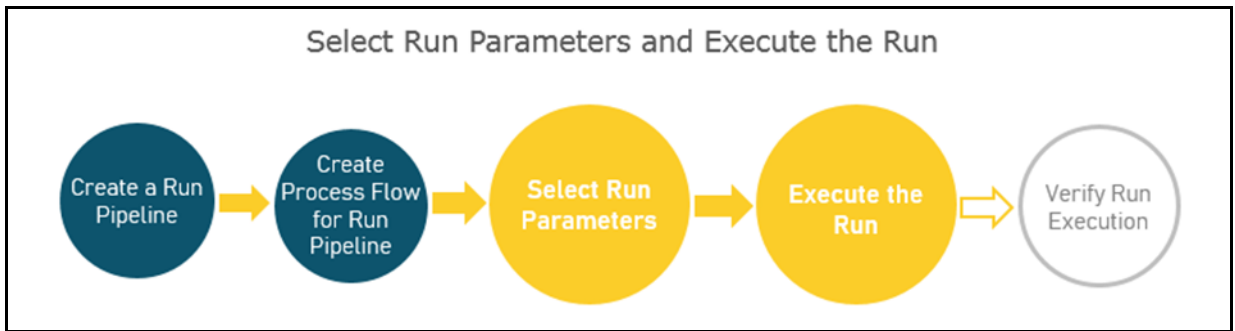 Select Run Parameters and Execute the Run
Create a Run
Pipeline
Create
Process Flow
for Run
Pipeline
Select Run
Parameters
Execute the
Run
Verify Run
Execution